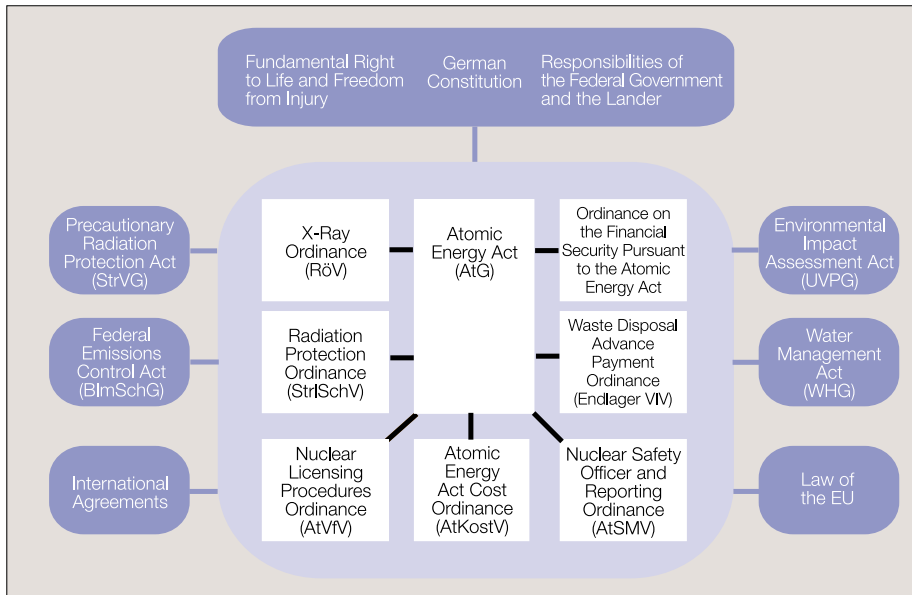 Fundamental Right
to Life and Freedom
from Injury
German
Constitution
Responsibilities of
the Federal Government
and the Lander
Precautionary
Radiation
Protection Act
(StrVG)
X-Ray
Ordinance
(RöV)
Atomic
Energy Act
(AtG)
Ordinance on
the Financial
Security Pursuant
to the Atomic
Energy Act
Environmental
Impact
Assessment Act
(UVPG)
Federal
Emissions
Control Act
(BlmSchG)
Radiation
Protection
Ordinance
(StrlSchV)
Waste Disposal
Advance
Payment
Ordinance
(Endlager VlV)
Water
Management
Act
(WHG)
International
Agreements
Nuclear
Licensing
Procedures
Ordinance
(AtVfV)
Atomic
Energy
Act Cost
Ordinance
(AtKostV)
Nuclear Safety
Officer and
Reporting
Ordinance
(AtSMV)
Law of
the EU